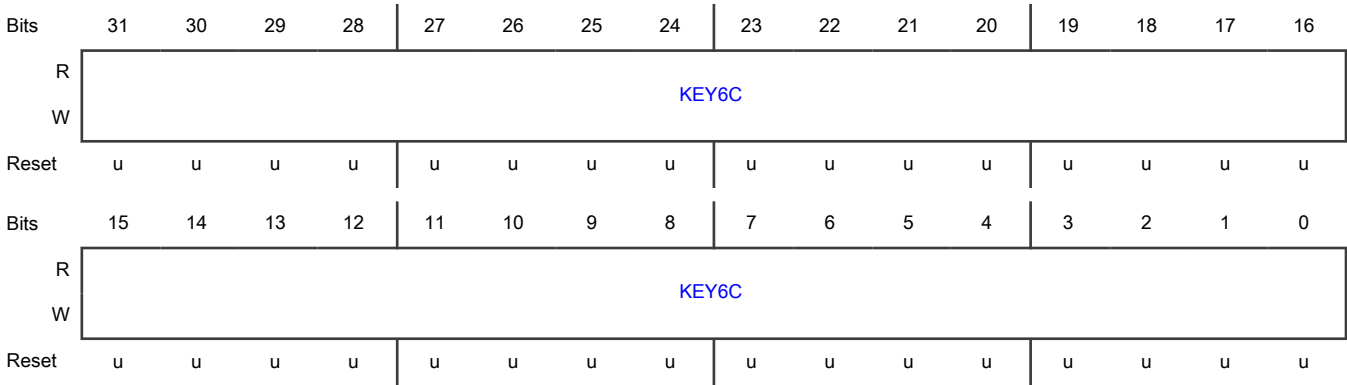 Bits 31 30 29 28 27 26 25 24 23 22 21 20 19 18 17 16
R
KEY6C
W
Reset u u u u u u u u u u u u u u u u
Bits 15 14 13 12 11 10 9 8 7 6 5 4 3 2 1 0
R
KEY6C
W
Reset u u u u u u u u u u u u u u u u